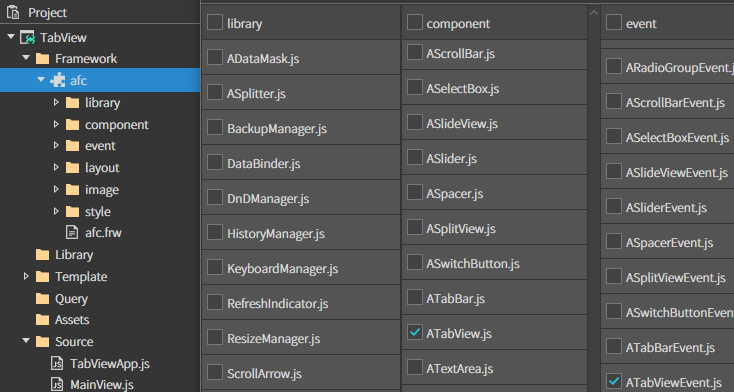 Project
TabView
Framework
afc
library
component
event
layout
image
style
afc.frw
Library
Template
Query
Assets
Source
TabViewApp.js
MainView.js
library
ADataMask.js
ASplitter.js
BackupManager.js
DataBinder.js
DnDManager.js
HistoryManager.js
KeyboardManager.js
RefreshIndicator.js
ResizeManager.js
ScrollArrow.js
component
AScrollBar.js
ASelectBox.js
ASlideView.js
ASlider.js
ASpacer.js
ASplitView.js
ASwitchButton.js
ATabBar.js
ATabView.js
ATextArea.js
event
ARadioGroupEvent.j
AScrollBarEvent.js
ASelectBoxEvent.js
ASlideViewEvent.js
ASliderEvent.js
ASpacerEvent.js
ASplitViewEvent.js
ASwitchButtonEven
ATabBarEvent.js
ATabViewEvent.js